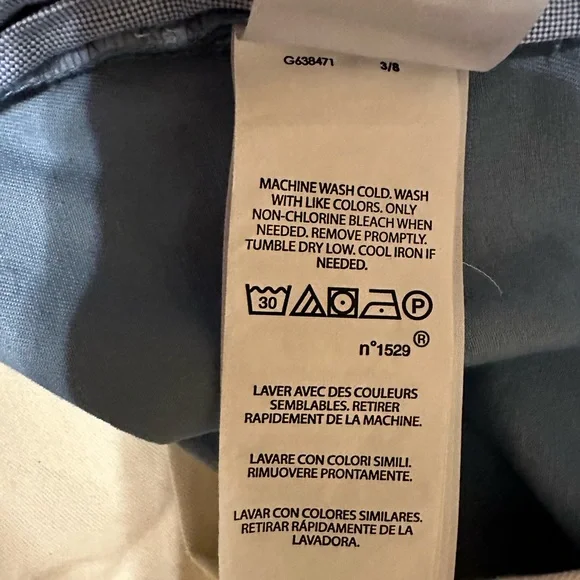 G638471 3/8
MACHINE WASH COLD. WASH
WITH LIKE COLORS. ONLY
NON-CHLORINE BLEACH WHEN
NEEDED. REMOVE PROMPTLY.
TUMBLE DRY LOW. COOL IRON IF
NEEDED.
30 P
n°1529 ®
LAVER AVEC DES COULEURS
SEMBLABLES. RETIRER
RAPIDEMENT DE LA MACHINE.
LAVARE CON COLORI SIMILI.
RIMUOVERE PRONTAMENTE.
LAVAR CON COLORES SIMILARES.
RETIRAR RÁPIDAMENTE DE LA
LAVADORA.